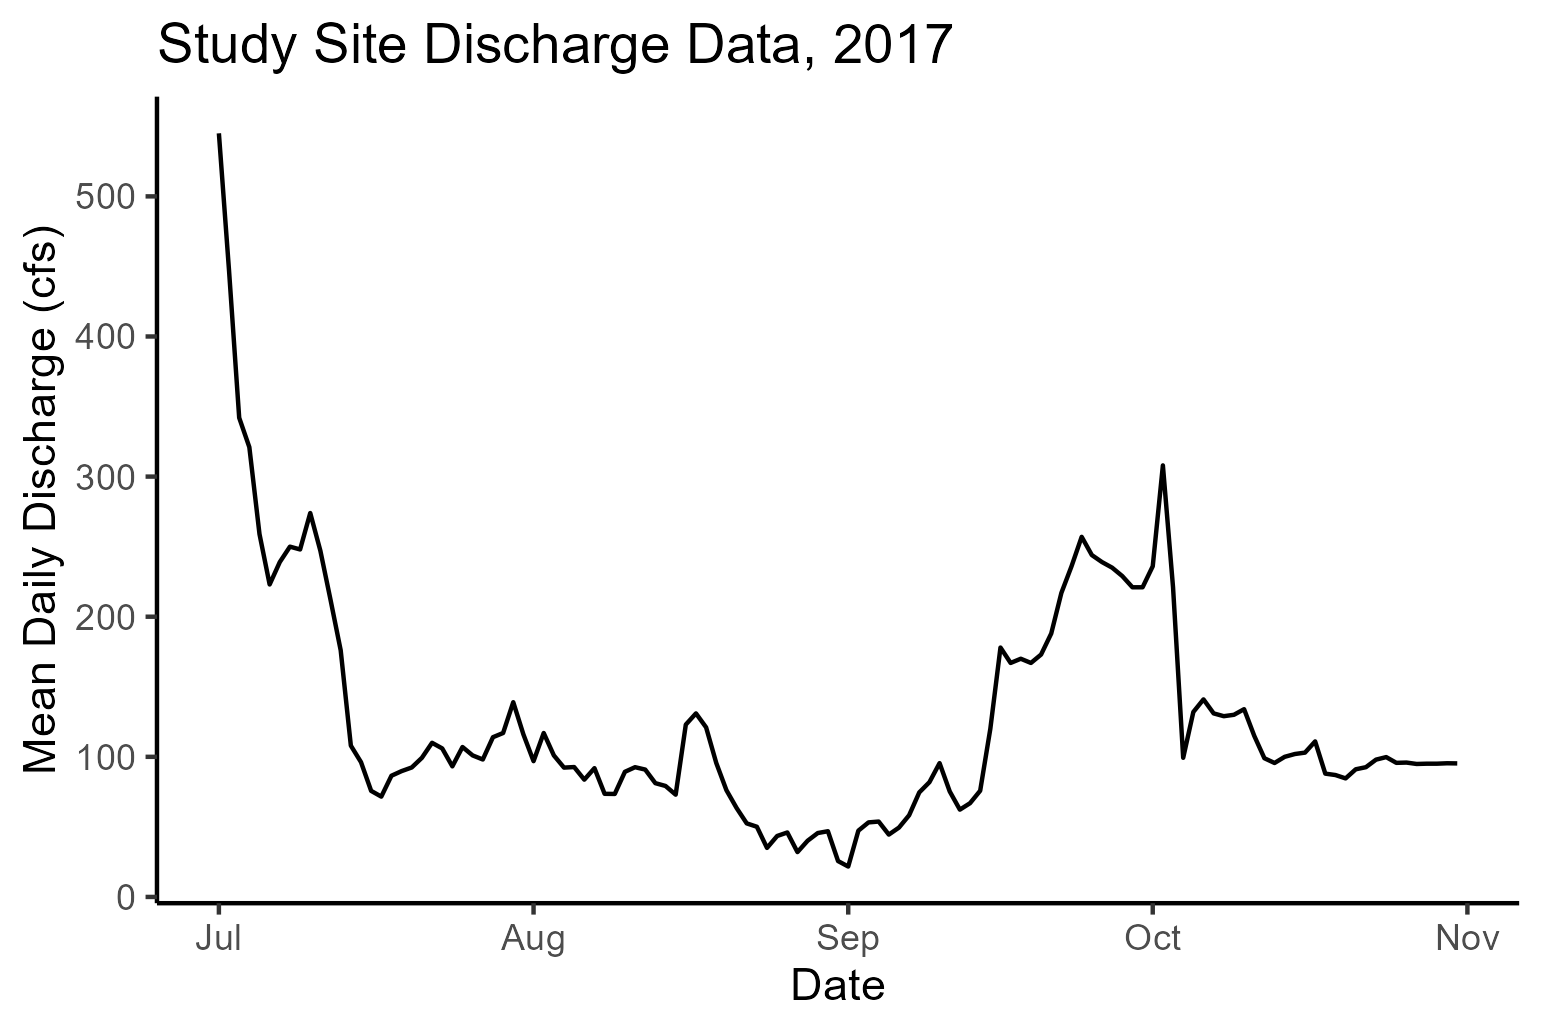 Study Site Discharge Data, 2017
Mean Daily Discharge (cfs)
500
400
300
200
100
0
Jul Aug Sep Oct Nov
Date